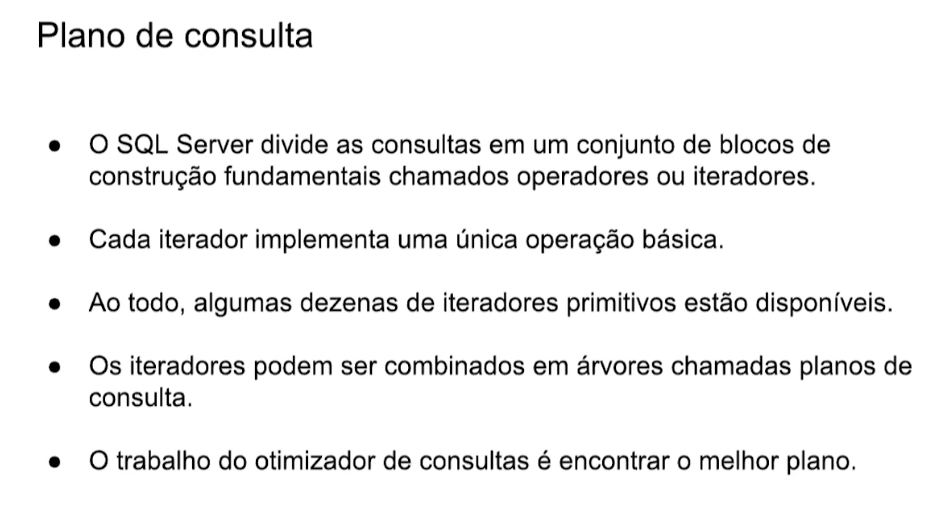 Plano de consulta
● O SQL Server divide as consultas em um conjunto de blocos de
construção fundamentais chamados operadores ou iteradores.
● Cada iterador implementa uma única operação básica.
● Ao todo, algumas dezenas de iteradores primitivos estão disponíveis.
● Os iteradores podem ser combinados em árvores chamadas planos de
consulta.
● O trabalho do otimizador de consultas é encontrar o melhor plano.